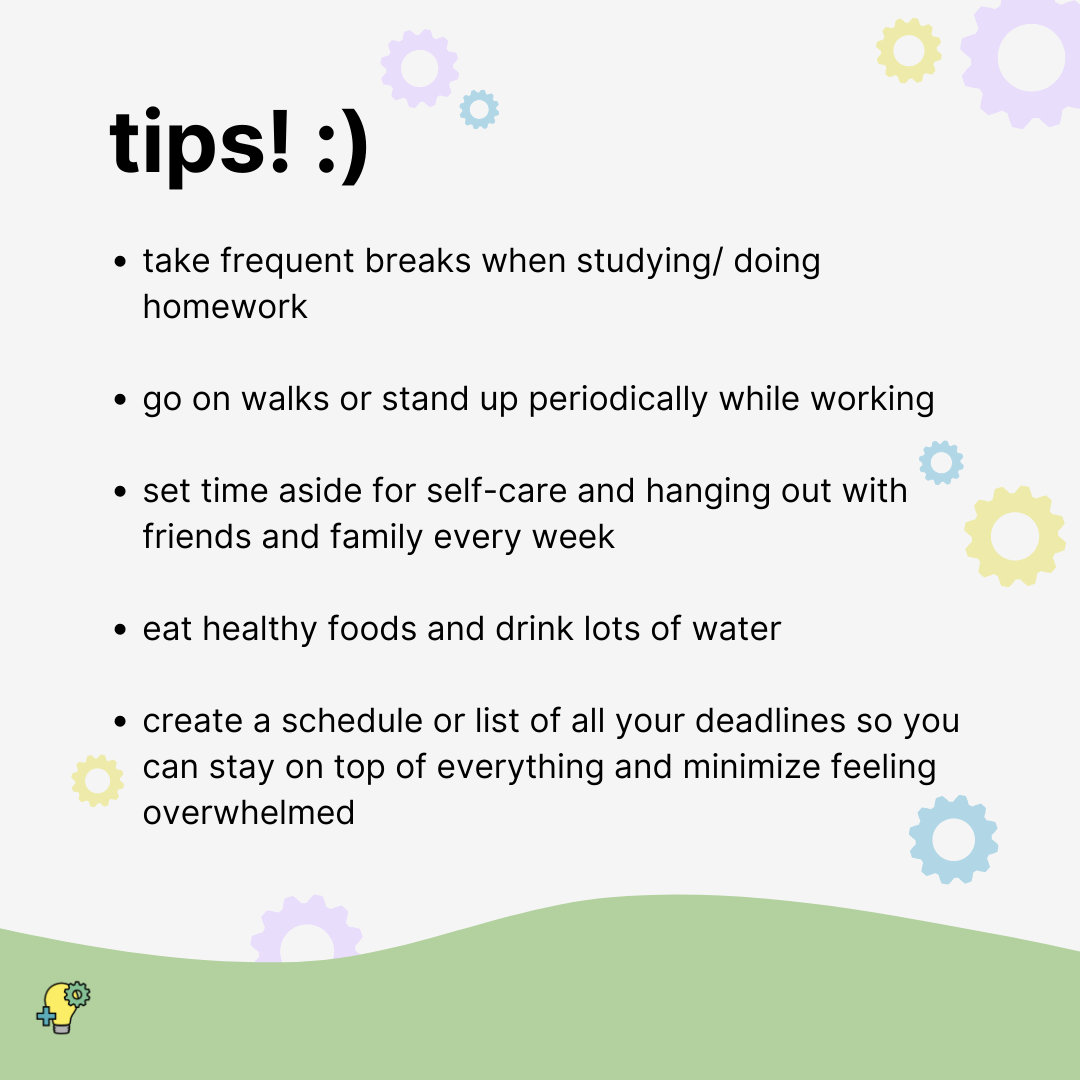 tips! :)
• take frequent breaks when studying/ doing
homework
• go on walks or stand up periodically while working
• set time aside for self-care and hanging out with
friends and family every week
• eat healthy foods and drink lots of water
• create a schedule or list of all your deadlines so you
can stay on top of everything and minimize feeling
overwhelmed